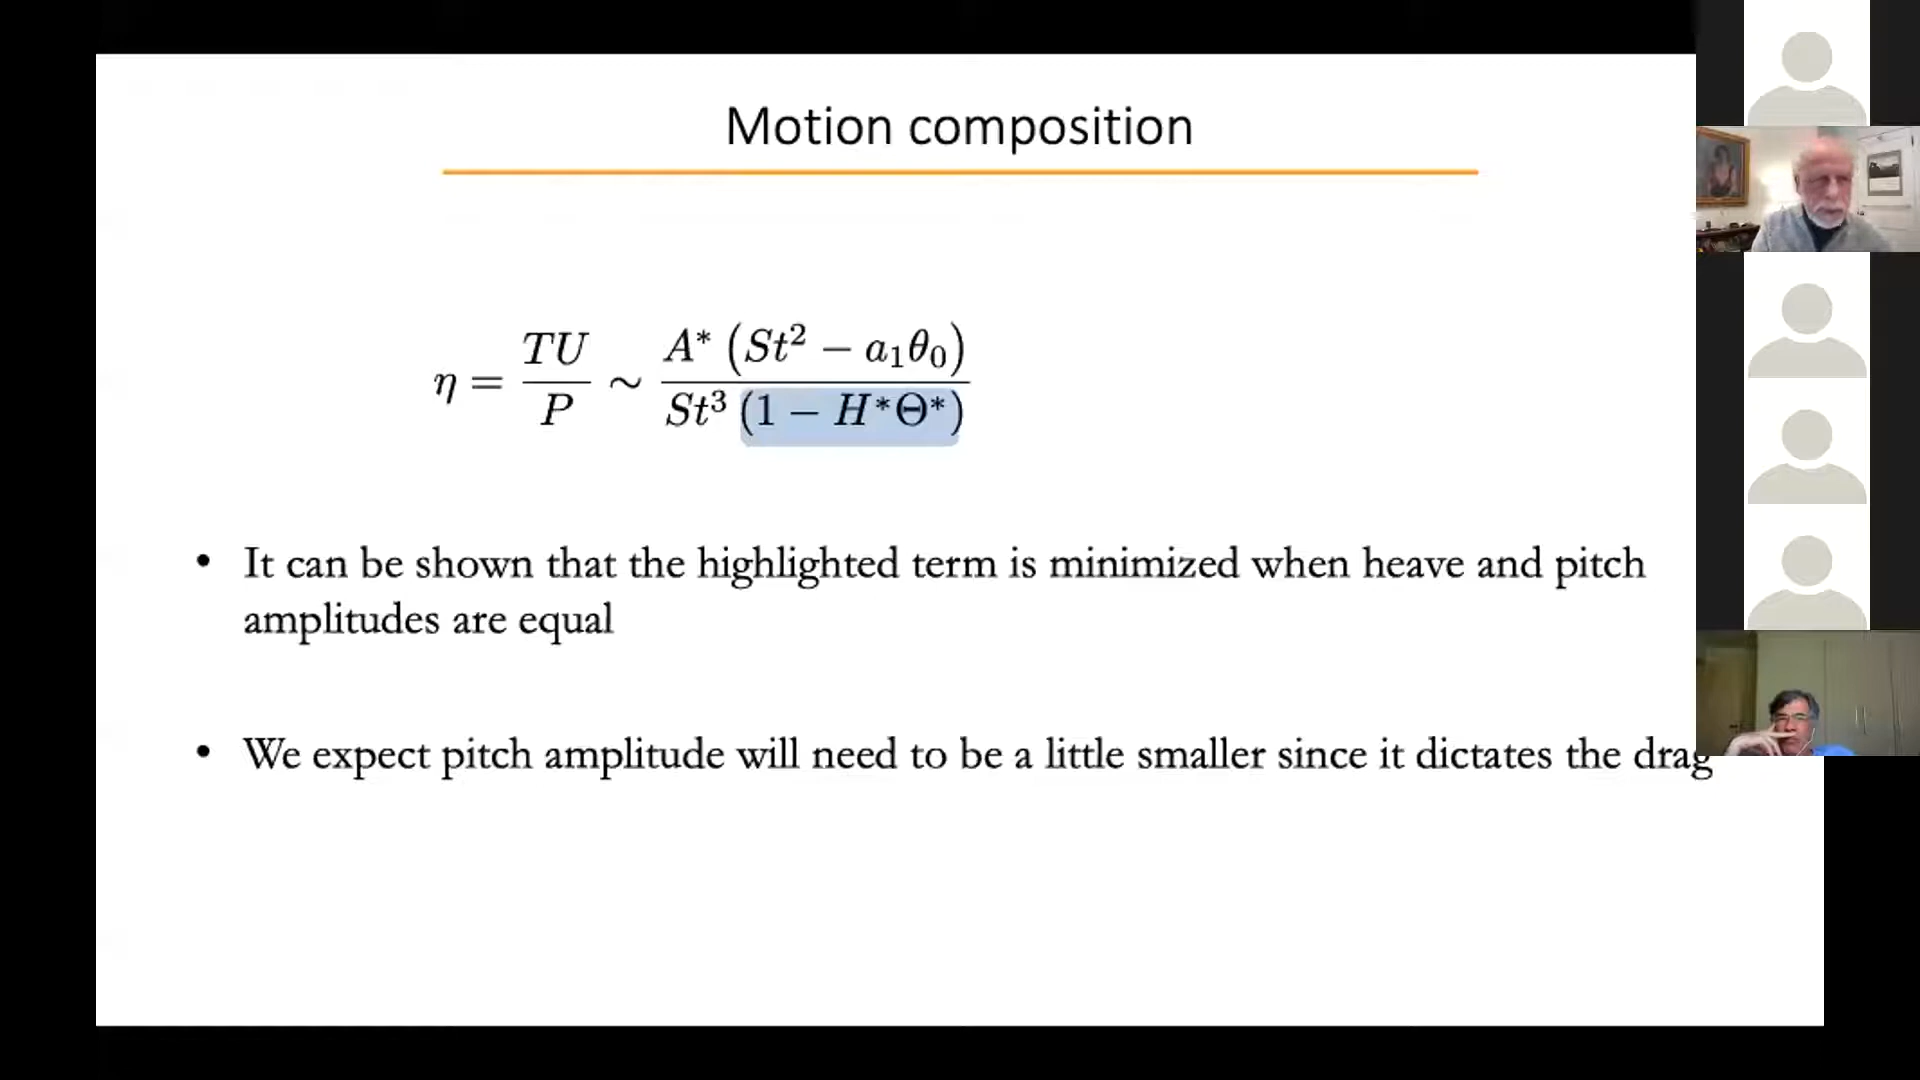 Motion composition
η = TU / P ~ A* (St² − a₁θ₀) / St³ (1 − H*Θ*)
• It can be shown that the highlighted term is minimized when heave and pitch
amplitudes are equal
• We expect pitch amplitude will need to be a little smaller since it dictates the drag